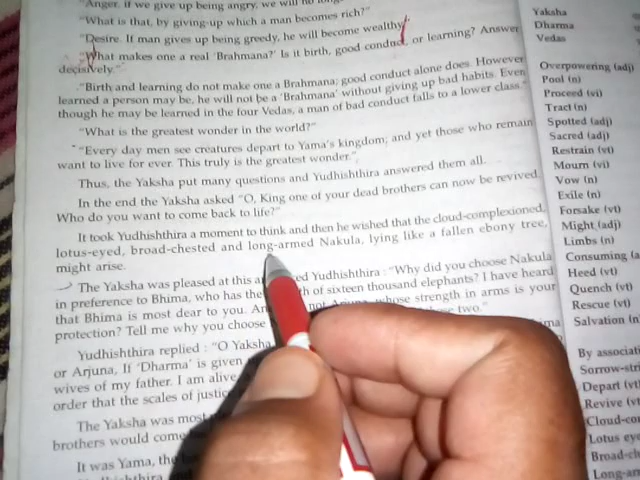 "Anger, if we give up being angry, we will no
"What is that, by giving-up which a man becomes rich?"
"Desire. If man gives up being greedy, he will become wealthy."
"What makes one a real 'Brahmana?' Is it birth, good conduct, or learning? Answer
decisively."
"Birth and learning do not make one a Brahmana; good conduct alone does. However
learned a person may be, he will not be a 'Brahmana' without giving up bad habits. Even
though he may be learned in the four Vedas, a man of bad conduct falls to a lower class."
"What is the greatest wonder in the world?"
"Every day men see creatures depart to Yama's kingdom; and yet those who remain
want to live for ever. This truly is the greatest wonder."
Thus, the Yaksha put many questions and Yudhishthira answered them all.
In the end the Yaksha asked "O, King one of your dead brothers can now be revived.
Who do you want to come back to life?"
It took Yudhishthira a moment to think and then he wished that the cloud-complexioned,
lotus-eyed, broad-chested and long-armed Nakula, lying like a fallen ebony tree,
might arise.
The Yaksha was pleased at this Yudhishthira : "Why did you choose Nakula
in preference to Bhima, who has the of sixteen thousand elephants? I have heard
that Bhima is most dear to you. not whose strength in arms is your
protection? Tell me why you choose two."
Yudhishthira replied : "O Yaksha
or Arjuna, If 'Dharma' is given
wives of my father. I am alive
order that the scales of justic
The Yaksha was most
brothers would come
It was Yama, the
Yaksha
Dharma
Vedas
Overpowering (adj)
Pool (n)
Proceed (vi)
Tract (n)
Spotted (adj)
Sacred (adj)
Restrain (vt)
Mourn (vi)
Vow (n)
Exile (n)
Forsake (vt)
Might (adj)
Limbs (n)
Consuming (a
Heed (vt)
Quench (vt)
Rescue (vt)
Salvation (n
By associati
Sorrow-stri
Depart (vt
Revive (vt
Cloud-co
Lotus eye
Broad-ch
Long-ar